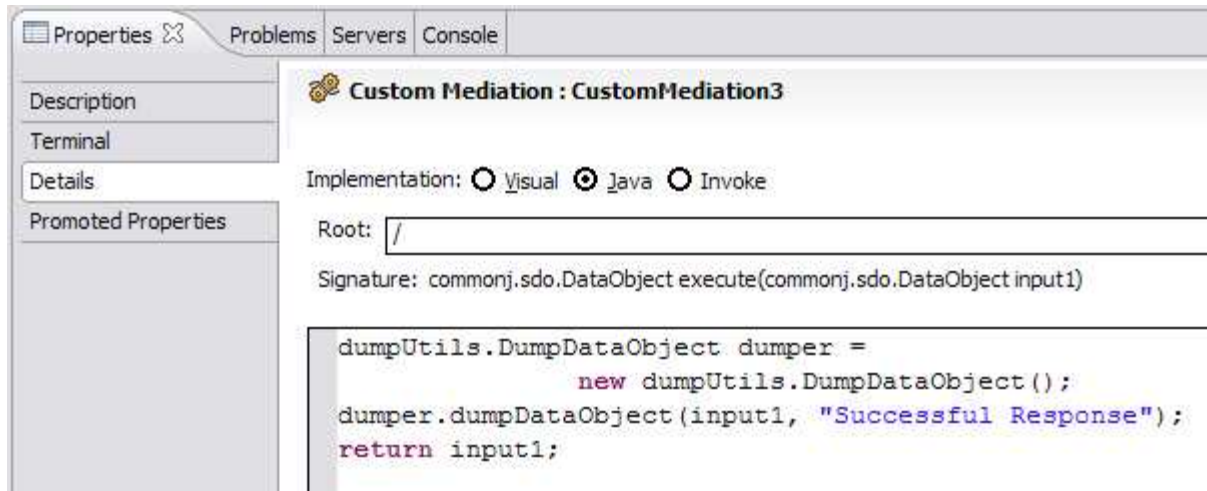 Properties Problems Servers Console
Description
Terminal
Details
Promoted Properties
Custom Mediation : CustomMediation3
Implementation: Visual Java Invoke
Root: /
Signature: commonj.sdo.DataObject execute(commonj.sdo.DataObject input1)
dumpUtils.DumpDataObject dumper =
new dumpUtils.DumpDataObject();
dumper.dumpDataObject(input1, "Successful Response");
return input1;